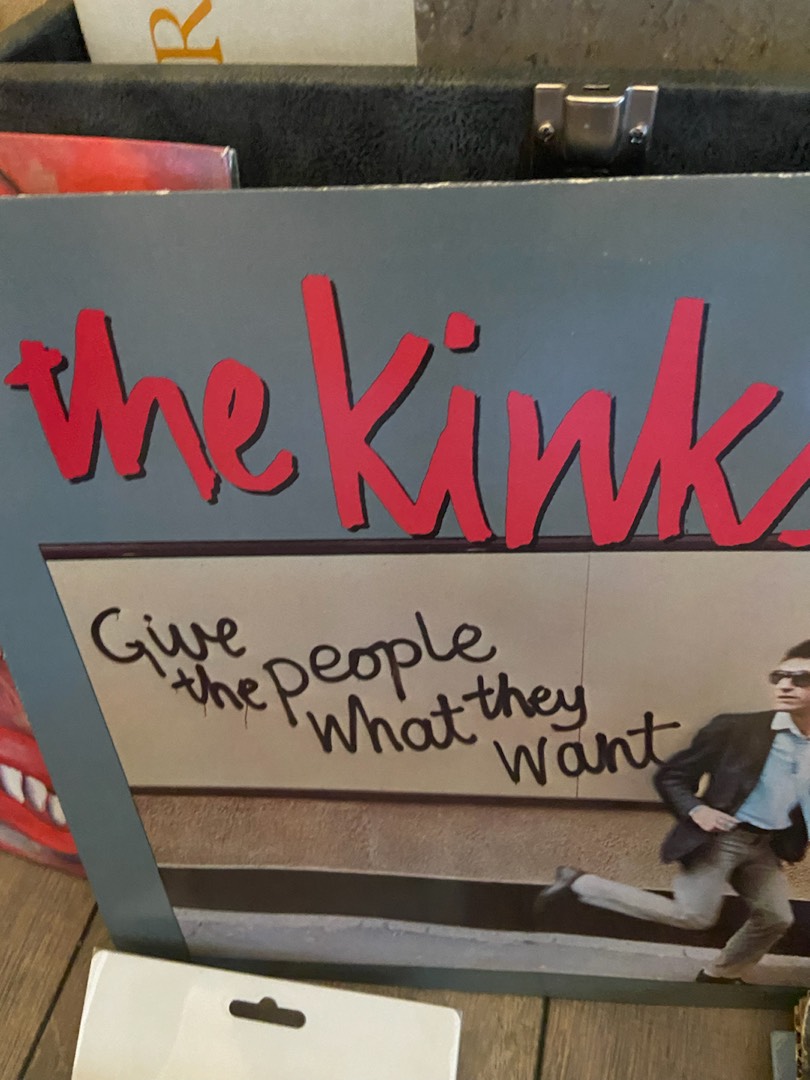 R
the kinks
Give
the people
what they
want